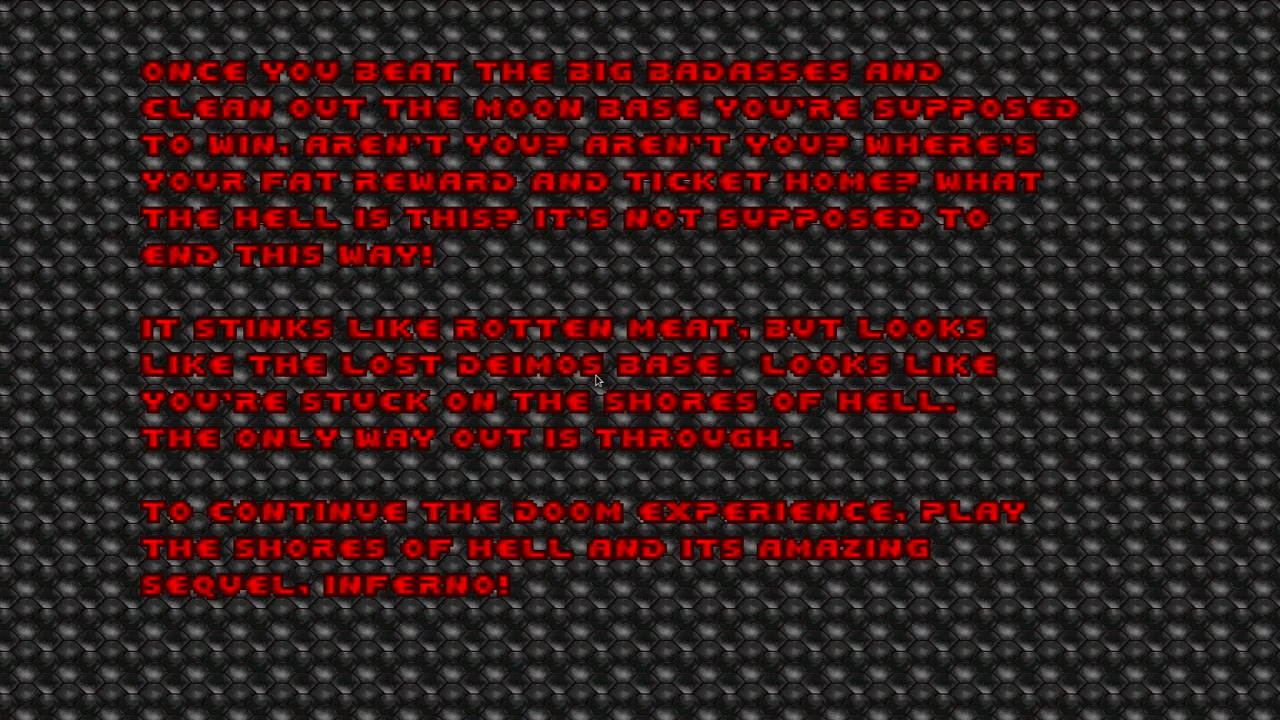 ONCE YOU BEAT THE BIG BADASSES AND
CLEAN OUT THE MOON BASE YOU'RE SUPPOSED
TO WIN, AREN'T YOU? AREN'T YOU? WHERE'S
YOUR FAT REWARD AND TICKET HOME? WHAT
THE HELL IS THIS? IT'S NOT SUPPOSED TO
END THIS WAY!
IT STINKS LIKE ROTTEN MEAT, BUT LOOKS
LIKE THE LOST DEIMOS BASE.  LOOKS LIKE
YOU'RE STUCK ON THE SHORES OF HELL.
THE ONLY WAY OUT IS THROUGH.
TO CONTINUE THE DOOM EXPERIENCE, PLAY
THE SHORES OF HELL AND ITS AMAZING
SEQUEL, INFERNO!